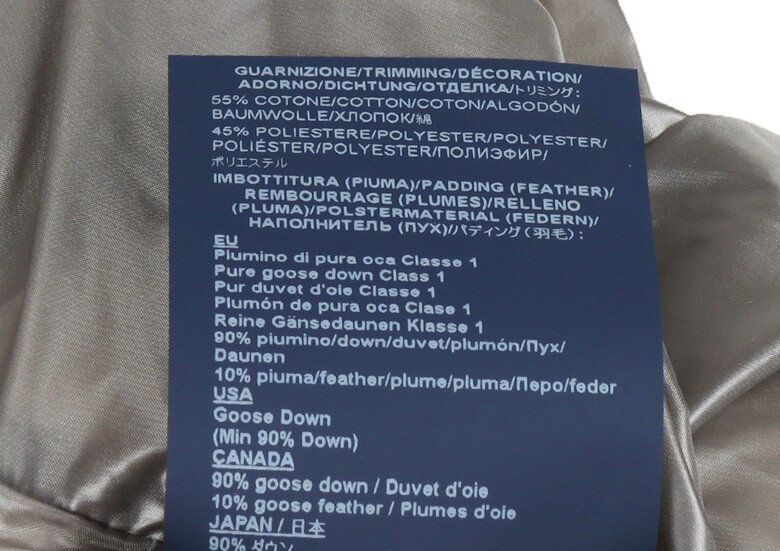 GUARNIZIONE/TRIMMING/DÉCORATION/
ADORNO/DICHTUNG/ОТДЕЛКА/トリミング:
55% COTONE/COTTON/COTON/ALGODÓN/
BAUMWOLLE/ХЛОПОК/綿
45% POLIESTERE/POLYESTER/POLYESTER/
POLIÉSTER/POLYESTER/ПОЛИЭФИР/
ポリエステル
IMBOTTITURA (PIUMA)/PADDING (FEATHER)/
REMBOURRAGE (PLUMES)/RELLENO
(PLUMA)/POLSTERMATERIAL (FEDERN)/
НАПОЛНИТЕЛЬ (ПУХ)/パディング(羽毛):
EU
Piumino di pura oca Classe 1
Pure goose down Class 1
Pur duvet d'oie Classe 1
Plumón de pura oca Clase 1
Reine Gänsedaunen Klasse 1
90% piumino/down/duvet/plumón/Пух/
Daunen
10% piuma/feather/plume/pluma/Перо/feder
USA
Goose Down
(Min 90% Down)
CANADA
90% goose down / Duvet d'oie
10% goose feather / Plumes d'oie
JAPAN / 日本
90% ダウン